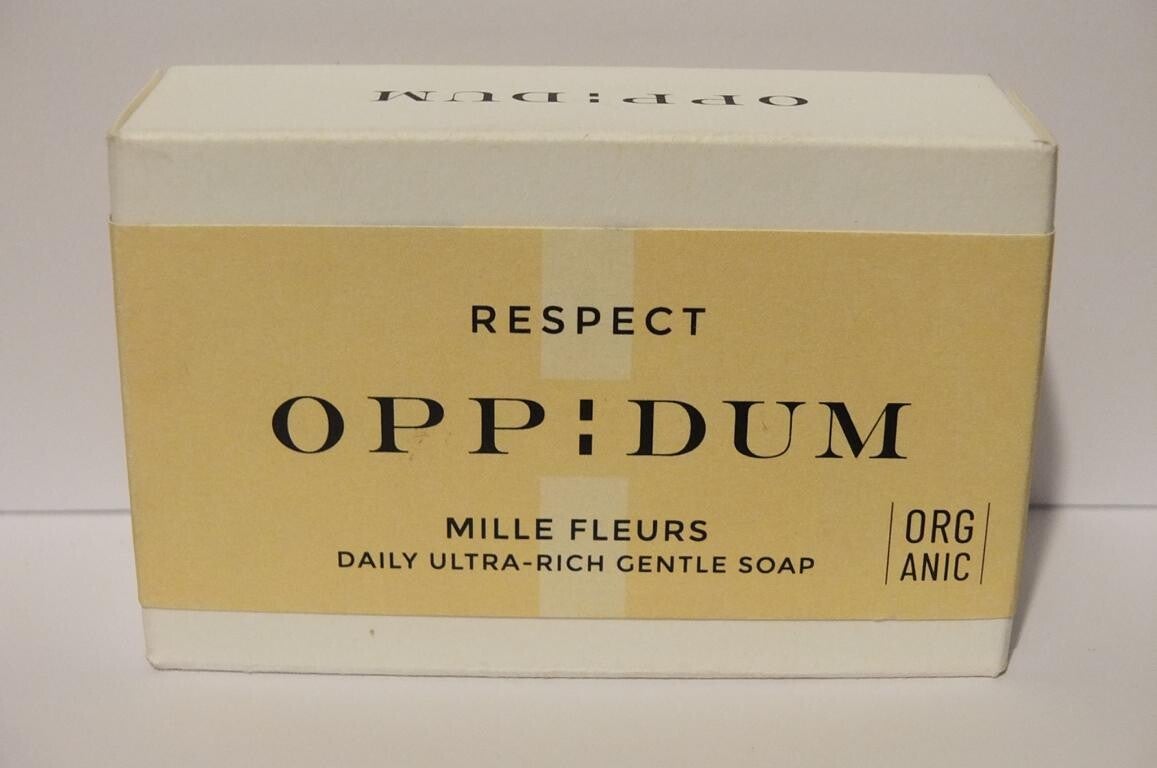 OPP:DUM
RESPECT
OPP:DUM
MILLE FLEURS
DAILY ULTRA-RICH GENTLE SOAP
ORG
ANIC